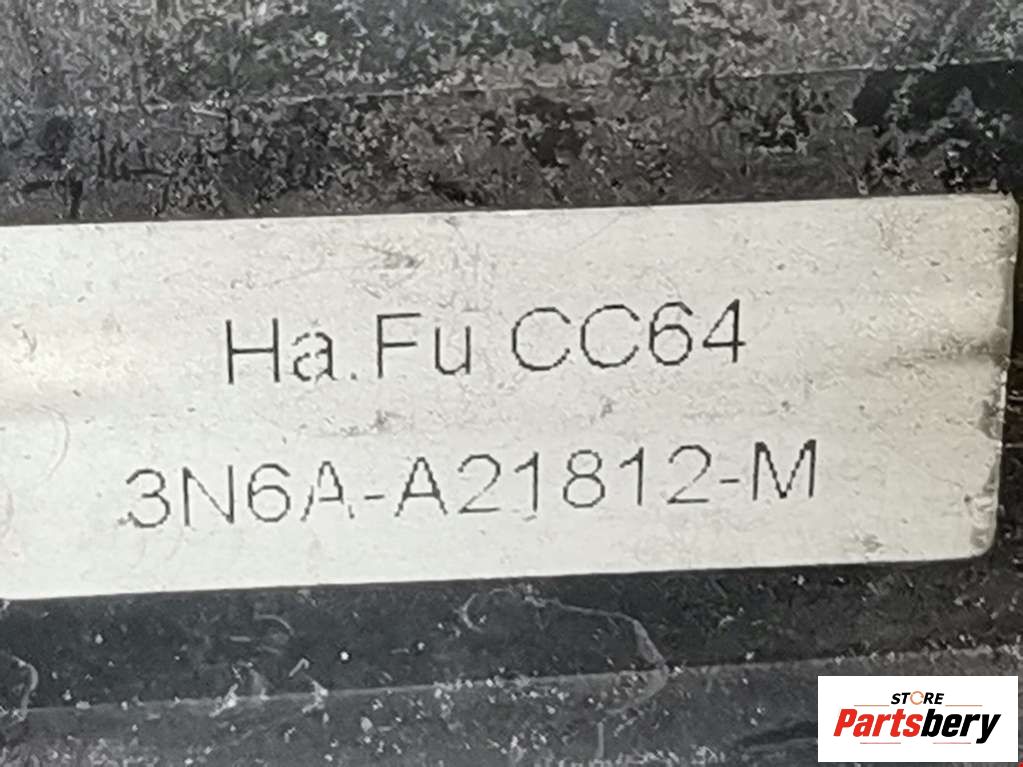 Ha.Fu CC64
3N6A-A21812-M
STORE
Partsbery